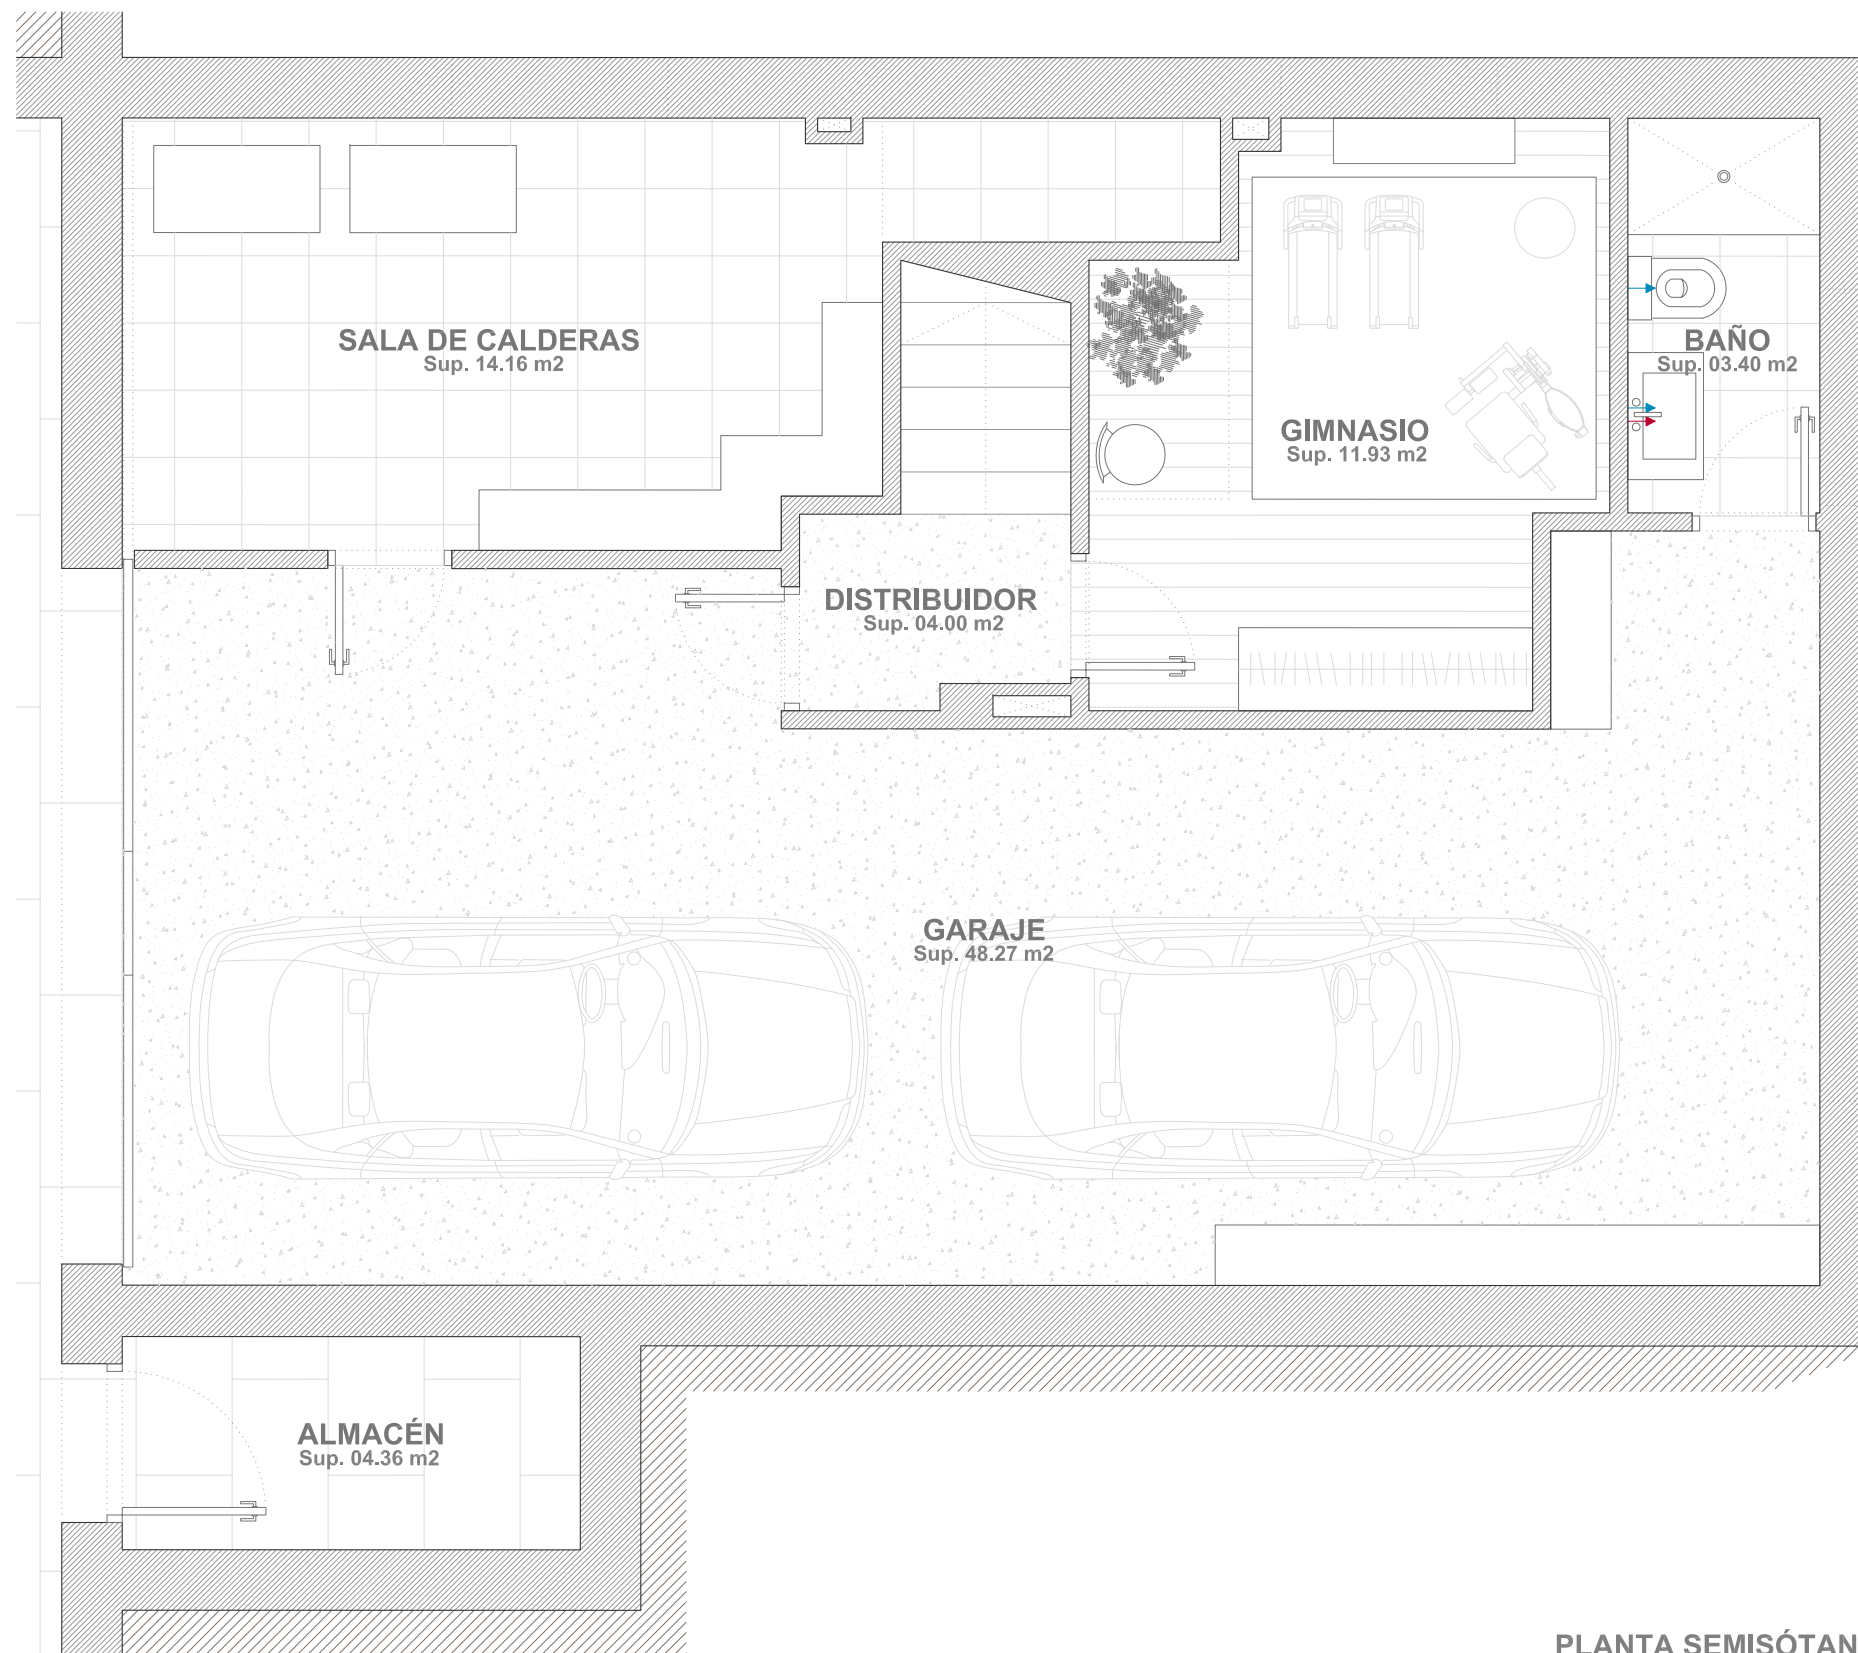 SALA DE CALDERAS
Sup. 14.16 m2
BAÑO
Sup. 03.40 m2
GIMNASIO
Sup. 11.93 m2
DISTRIBUIDOR
Sup. 04.00 m2
GARAJE
Sup. 48.27 m2
ALMACÉN
Sup. 04.36 m2
PLANTA SEMISÓTAN